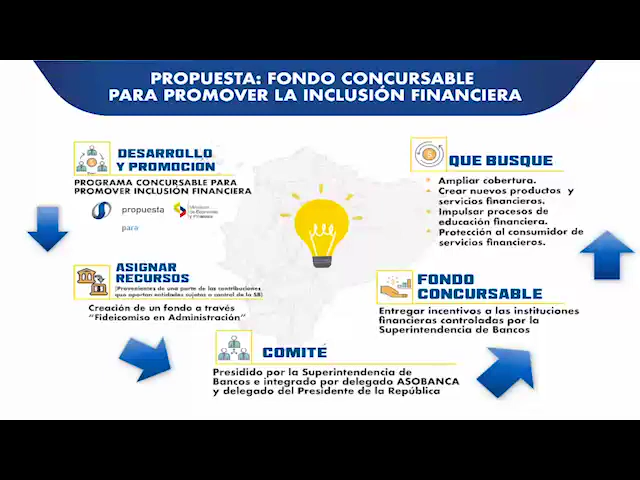 PROPUESTA: FONDO CONCURSABLE
PARA PROMOVER LA INCLUSIÓN FINANCIERA
DESARROLLO
Y PROMOCION
PROGRAMA CONCURSABLE PARA
PROMOVER INCLUSIÓN FINANCIERA
propuesta
para
Ministerio
de Economía
y Finanzas
ASIGNAR
RECURSOS
(Provenientes de una parte de las contribuciones
que aportan entidades sujetas a control de la SB)
Creación de un fondo a través
“Fideicomiso en Administración”
COMITÉ
Presidido por la Superintendencia de
Bancos e integrado por delegado ASOBANCA
y delegado del Presidente de la República
FONDO
CONCURSABLE
Entregar incentivos a las instituciones
financieras controladas por la
Superintendencia de Bancos
QUE BUSQUE
• Ampliar cobertura.
• Crear nuevos productos y
servicios financieros.
• Impulsar procesos de
educación financiera.
• Protección al consumidor de
servicios financieros.